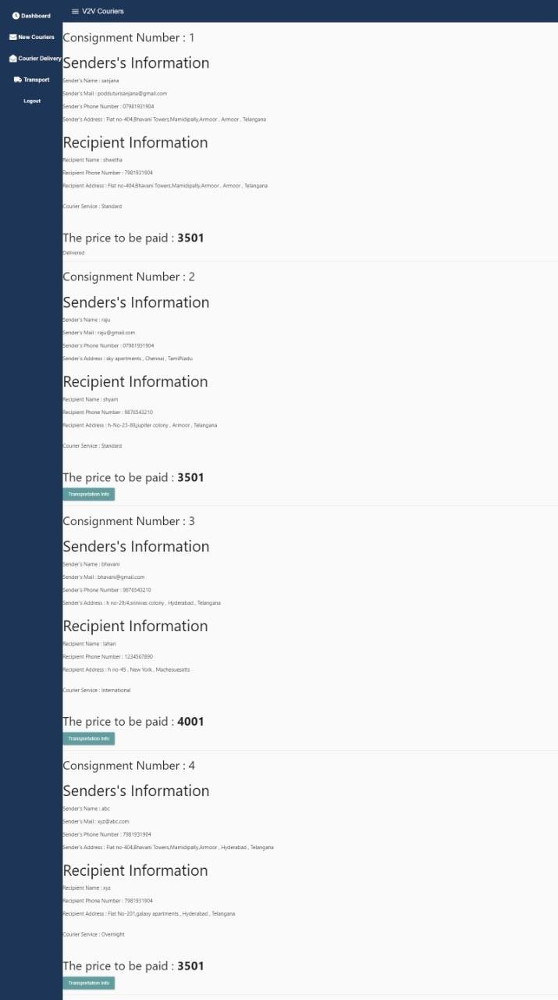 Dashboard
New Couriers
Courier Delivery
Transport
Logout
V2V Couriers
Consignment Number : 1
Senders's Information
Sender's Name : sanjana
Sender's Mail : podduturisanjana@gmail.com
Sender's Phone Number : 07981931904
Sender's Address : Flat no-404,Bhavani Towers,Mamidipally,Armoor , Armoor , Telangana
Recipient Information
Recipient Name : shwetha
Recipient Phone Number : 7981931904
Recipient Address : Flat no-404,Bhavani Towers,Mamidipally,Armoor , Armoor , Telangana
Courier Service : Standard
The price to be paid : 3501
Delivered
Consignment Number : 2
Senders's Information
Sender's Name : raju
Sender's Mail : raju@gmail.com
Sender's Phone Number : 07981931904
Sender's Address : sky apartments , Chennai , TamilNadu
Recipient Information
Recipient Name : shyam
Recipient Phone Number : 9876543210
Recipient Address : h-No-23-89,jupiter colony , Armoor , Telangana
Courier Service : Standard
The price to be paid : 3501
Transportation Info
Consignment Number : 3
Senders's Information
Sender's Name : bhavani
Sender's Mail : bhavani@gmail.com
Sender's Phone Number : 9876543210
Sender's Address : h no-29/4,srinivas colony , Hyderabad , Telangana
Recipient Information
Recipient Name : lahari
Recipient Phone Number : 1234567890
Recipient Address : h no-45 , New York , Machesuesatts
Courier Service : International
The price to be paid : 4001
Transportation Info
Consignment Number : 4
Senders's Information
Sender's Name : abc
Sender's Mail : xyz@abc.com
Sender's Phone Number : 7981931904
Sender's Address : Flat no-404,Bhavani Towers,Mamidipally,Armoor , Hyderabad , Telangana
Recipient Information
Recipient Name : xyz
Recipient Phone Number : 7981931904
Recipient Address : Flat No-201,galaxy apartments , Hyderabad , Telangana
Courier Service : Overnight
The price to be paid : 3501
Transportation Info